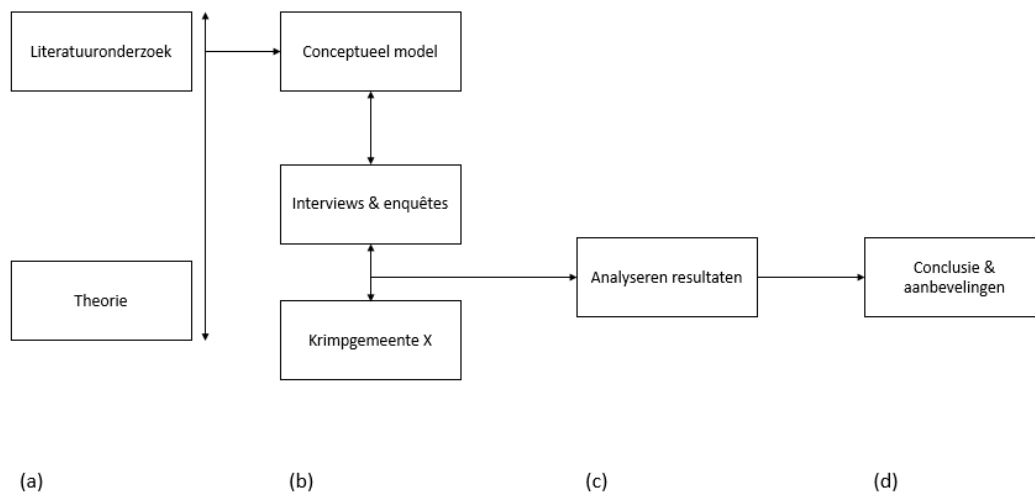 Literatuuronderzoek
Conceptueel model
Interviews & enquêtes
Theorie
Analyseren resultaten
Conclusie &
aanbevelingen
Krimpgemeente X
(a)
(b)
(c)
(d)